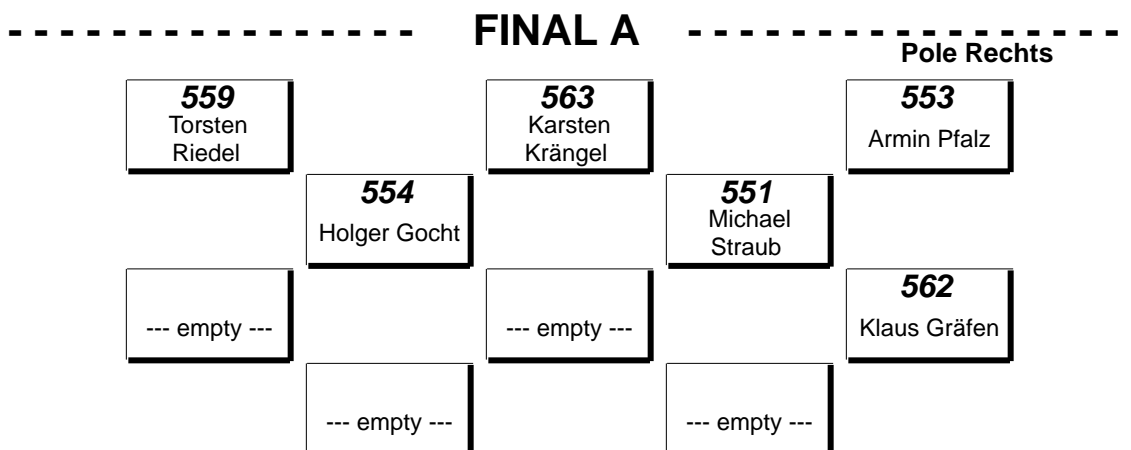 - - - - - - - - - - - - - - - - - FINAL A - - - - - - - - - - - - - - - - - -
Pole Rechts
559
Torsten
Riedel
563
Karsten
Krängel
553
Armin Pfalz
554
Holger Gocht
551
Michael
Straub
--- empty ---
--- empty ---
562
Klaus Gräfen
--- empty ---
--- empty ---